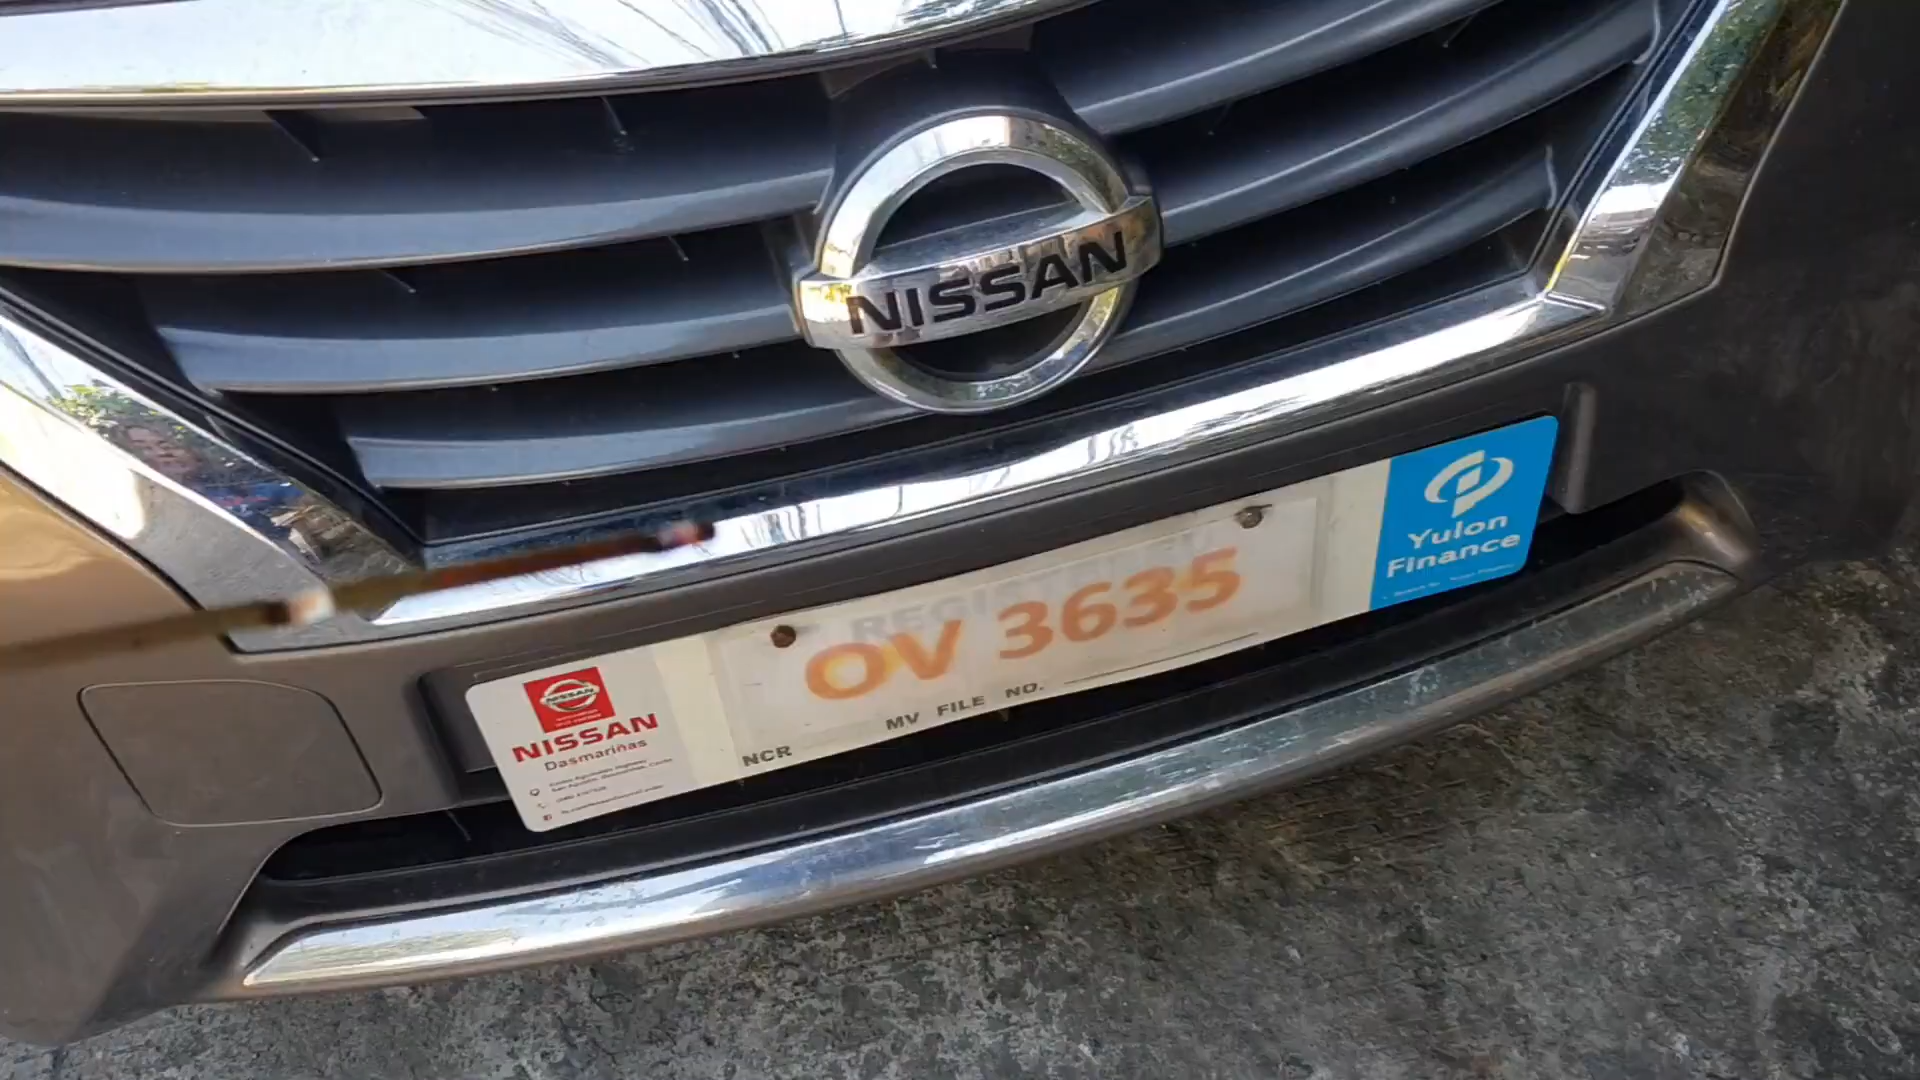 NISSAN
REGISTERED
OV 3635
MV FILE NO.
NCR
NISSAN
NISSAN
Dasmariñas
Yulon
Finance